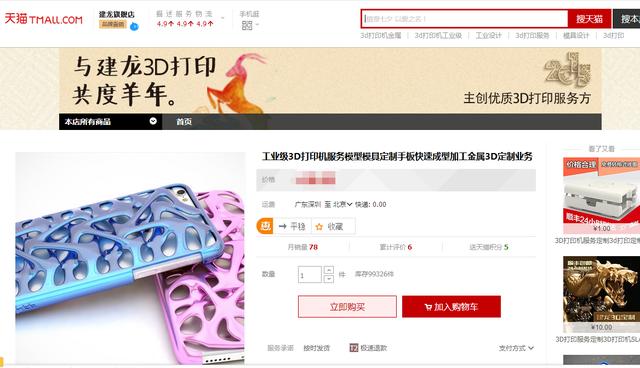 天猫 TMALL.COM
建龙旗舰店
品牌直销
描 述 服 务 物 流
4.9 4.9 4.9
手机逛
搜天猫
搜本店
3d打印机金属 | 3d打印机工业级 | 工业设计 | 3d打印服务 | 模具设计 | 3d打印
与建龙3D打印
共度羊年。
2015
主创优质3D打印服务方
本店所有商品
首页
看了又看
工业级3D打印机服务模型模具定制手板快速成型加工金属3D定制业务
价格
运费
广东深圳 至 北京 快递: 0.00
惠
平稳
收藏
月销量 78
累计评价 6
送天猫积分 5
数量
1
件
库存99326件
立即购买
加入购物车
服务承诺
按时发货
极速退款
支付方式
价格合理
顺丰24小时
¥1.00
3D打印机服务定制3d打印定
¥10.00
3D打印服务3D打印机SLA